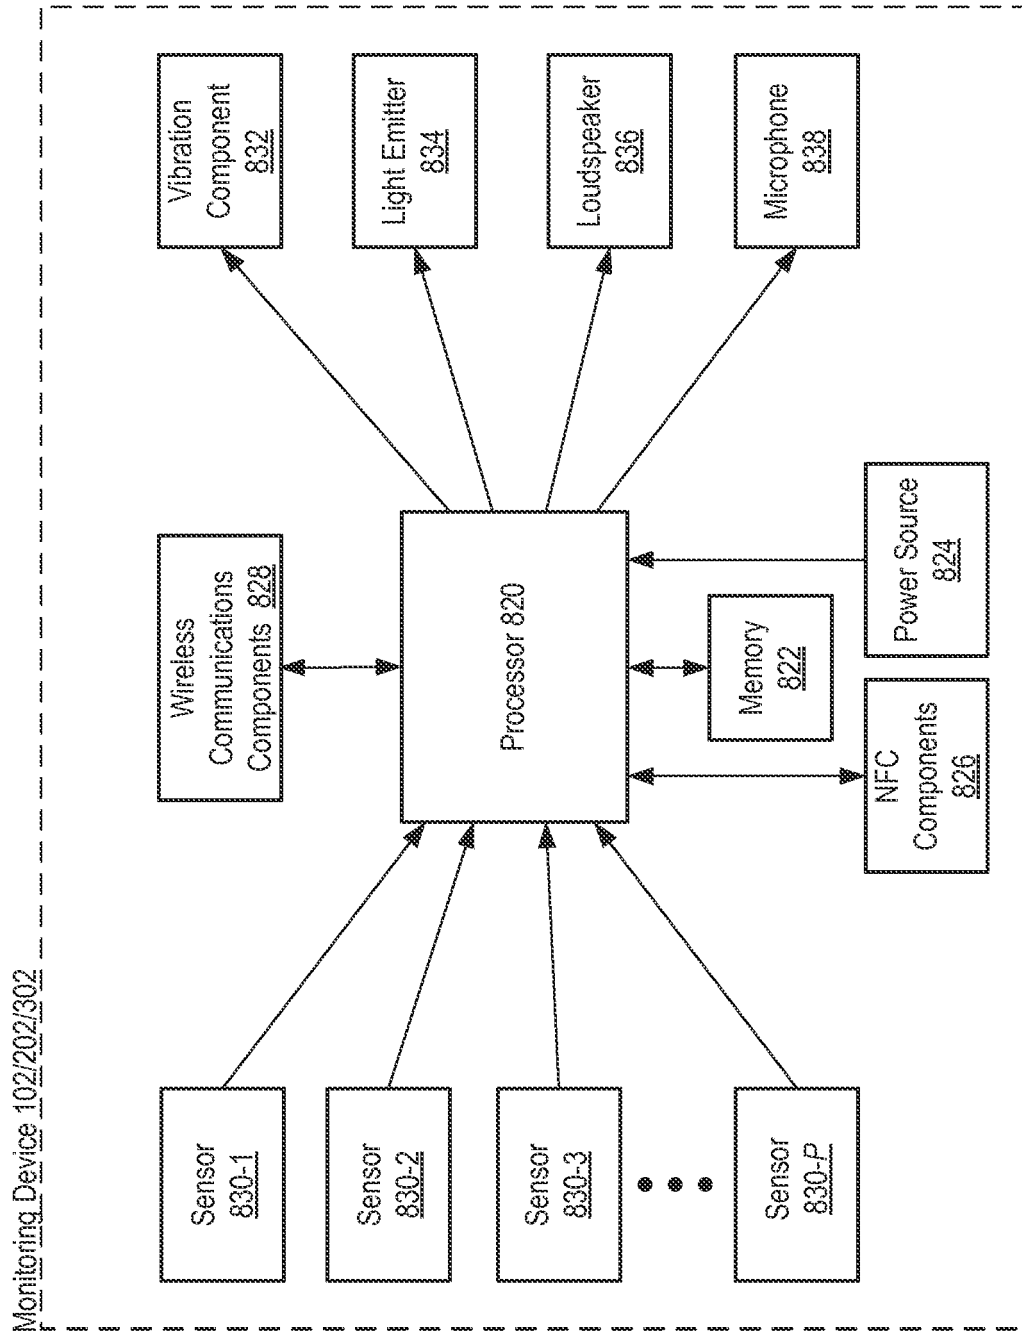 Monitoring Device 102/202/302
Sensor
830-1
Sensor
830-2
Sensor
830-3
Sensor
830-P
Wireless
Communications
Components 828
Processor 820
NFC
Components
826
Memory
822
Power Source
824
Vibration
Component
832
Light Emitter
834
Loudspeaker
836
Microphone
838